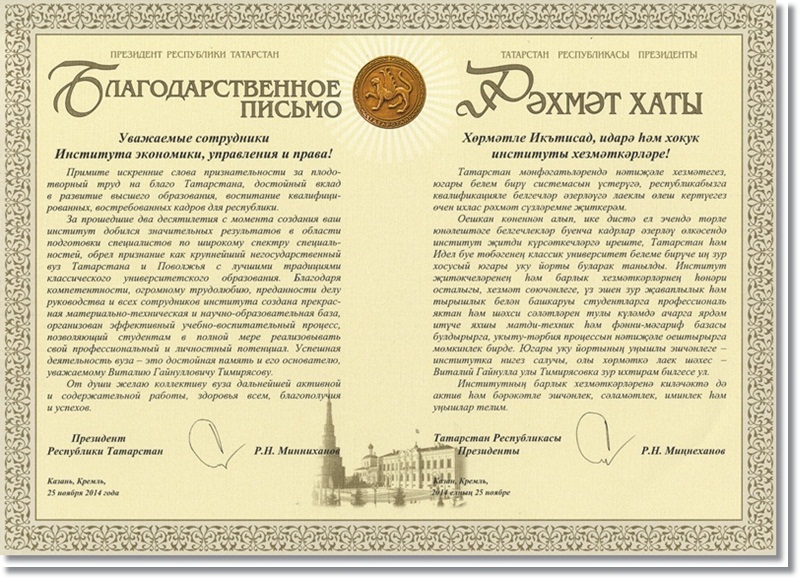 ПРЕЗИДЕНТ РЕСПУБЛИКИ ТАТАРСТАН
БЛАГОДАРСТВЕННОЕ
ПИСЬМО
Уважаемые сотрудники
Института экономики, управления и права!
Примите искренние слова признательности за плодо-
творный труд на благо Татарстана, достойный вклад
в развитие высшего образования, воспитание квалифици-
рованных, востребованных кадров для республики.
За прошедшие два десятилетия с момента создания ваш
институт добился значительных результатов в области
подготовки специалистов по широкому спектру специаль-
ностей, обрел признание как крупнейший негосударственный
вуз Татарстана и Поволжья с лучшими традициями
классического университетского образования. Благодаря
компетентности, огромному трудолюбию, преданности делу
руководства и всех сотрудников института создана прекрас-
ная материально-техническая и научно-образовательная база,
организован эффективный учебно-воспитательный процесс,
позволяющий студентам в полной мере реализовывать
свой профессиональный и личностный потенциал. Успешная
деятельность вуза – это достойная память и его основателю,
уважаемому Виталию Гайнулловичу Тимирясову.
От души желаю коллективу вуза дальнейшей активной
и содержательной работы, здоровья всем, благополучия
и успехов.
Президент
Республики Татарстан
Р.Н. Минниханов
Казань, Кремль,
25 ноября 2014 года
ТАТАРСТАН РЕСПУБЛИКАСЫ ПРЕЗИДЕНТЫ
РӘХМӘТ ХАТЫ
Хөрмәтле Икътисад, идарә һәм хокук
институты хезмәткәрләре!
Татарстан мәнфәгатьләрендә нәтиҗәле хезмәтегез,
югары белем бирү системасын үстерүгә, республикабызга
квалификацияле белгечләр әзерләүгә лаеклы өлеш кертүегез
өчен ихлас рәхмәт сүзләремне җиткерәм.
Оешкан көненнән алып, ике дистә ел эчендә төрле
юнәлештәге белгечлекләр буенча кадрлар әзерләү өлкәсендә
институт җитди күрсәткечләргә иреште, Татарстан һәм
Идел буе төбәгенең классик университет белеме бирүче иң зур
хосусый югары уку йорты буларак танылды. Институт
җитәкчеләренең һәм барлык хезмәткәрләрнең һөнәри
осталыгы, хезмәт сөючәнлеге, үз эшен зур җаваплылык һәм
тырышлык белән башкаруы студентларга профессиональ
яктан һәм шәхси сәләтләрен тулы күләмдә ачарга ярдәм
итүче яхшы матди-техник һәм фәнни-мәгариф базасы
булдырырга, укыту-тәрбия процессын нәтиҗәле оештырырга
мөмкинлек бирде. Югары уку йортының уңышлы эшчәнлеге –
институтка нигез салучы, олы хөрмәткә лаек шәхес –
Виталий Гайнулла улы Тимирясовка зур ихтирам билгесе ул.
Институтның барлык хезмәткәрләренә киләчәктә дә
актив һәм бәрәкәтле эшчәнлек, сәламәтлек, иминлек һәм
уңышлар телим.
Татарстан Республикасы
Президенты
Р.Н. Миңнеханов
Казан, Кремль,
2014 елның 25 ноябре